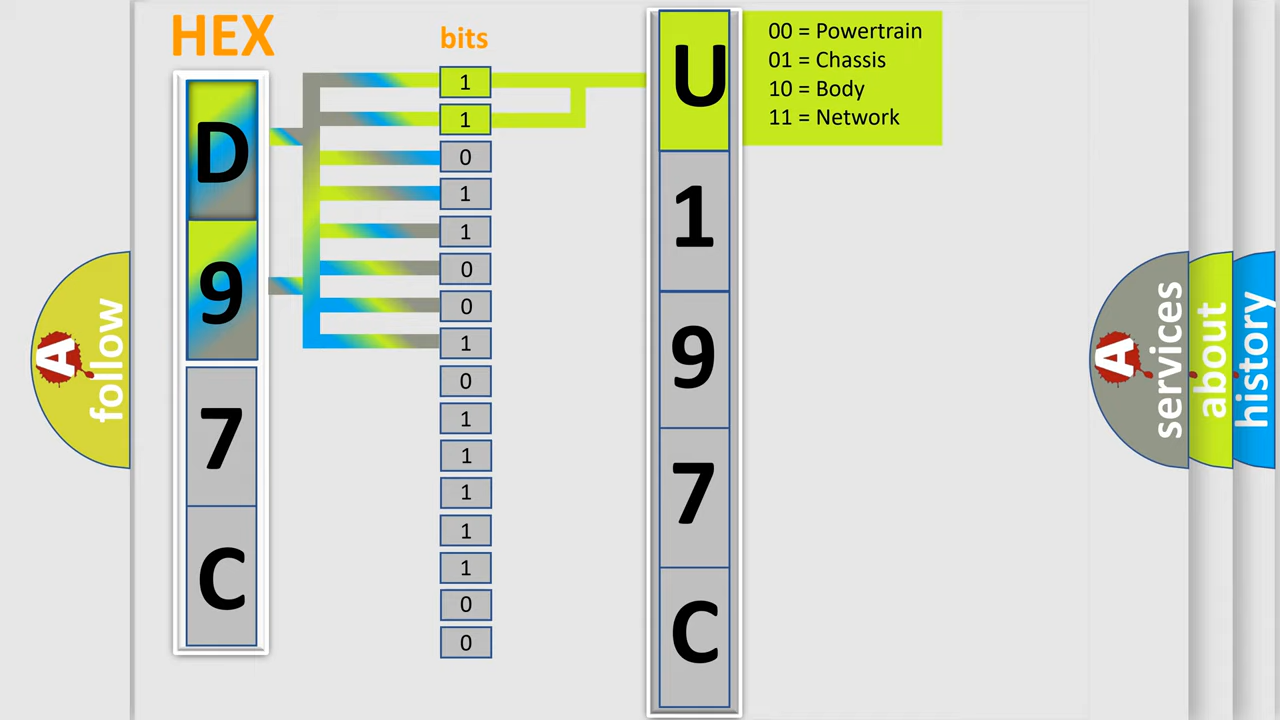 HEX
bits
D
9
7
C
1
1
0
1
1
0
0
1
0
1
1
1
1
1
0
0
U
1
9
7
C
00 = Powertrain
01 = Chassis
10 = Body
11 = Network
A
follow
A
services
about
history